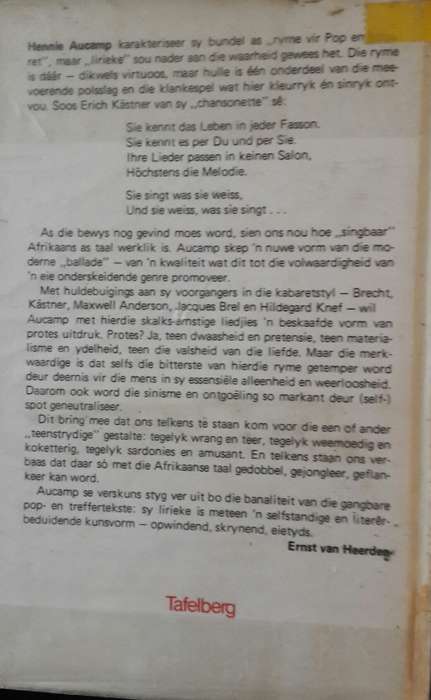 Hennie Aucamp karakteriseer sy bundel as „ryme vir Pop en
ret", maar „lirieke" sou nader aan die waarheid gewees het. Die ryme
is dáár — dikwels virtuoos, maar hulle is één onderdeel van die mee-
voerende polsslag en die klankespel wat hier kleurryk én sinryk ont-
vou. Soos Erich Kästner van sy „chansonette" sê:
Sie kennt das Leben in jeder Fasson.
Sie kennt es per Du und per Sie.
Ihre Lieder passen in keinen Salon,
Höchstens die Melodie.
Sie singt was sie weiss,
Und sie weiss, was sie singt . . .
As die bewys nog gevind moes word, sien ons nou hoe „singbaar"
Afrikaans as taal werklik is. Aucamp skep 'n nuwe vorm van die mo-
derne „ballade" — van 'n kwaliteit wat dit tot die volwaardigheid van
'n eie onderskeidende genre promoveer.
Met huldebuigings aan sy voorgangers in die kabaretstyl — Brecht,
Kästner, Maxwell Anderson, Jacques Brel en Hildegard Knef — wil
Aucamp met hierdie skalks-ernstige liedjies 'n beskaafde vorm van
protes uitdruk. Protes? Ja, teen dwaasheid en pretensie, teen materia-
lisme en ydelheid, teen die valsheid van die liefde. Maar die merk-
waardige is dat selfs die bitterste van hierdie ryme getemper word
deur deernis vir die mens in sy essensiële alleenheid en weerloosheid.
Daarom ook word die sinisme en ontgoëling so markant deur (self-)
spot geneutraliseer.
Dit bring mee dat ons telkens té staan kom voor die een of ander
„teenstrydige" gestalte: tegelyk wrang en teer, tegelyk weemoedig en
koketterig, tegelyk sardonies en amusant. En telkens staan ons ver-
baas dat daar só met die Afrikaanse taal gedobbel, gejongleer, geflan-
keer kan word.
Aucamp se verskuns styg ver uit bo die banaliteit van die gangbare
pop- en treffertekste: sy lirieke is meteen 'n selfstandige en literêr-
beduidende kunsvorm — opwindend, skrynend, eietyds.
Ernst van Heerden
Tafelberg